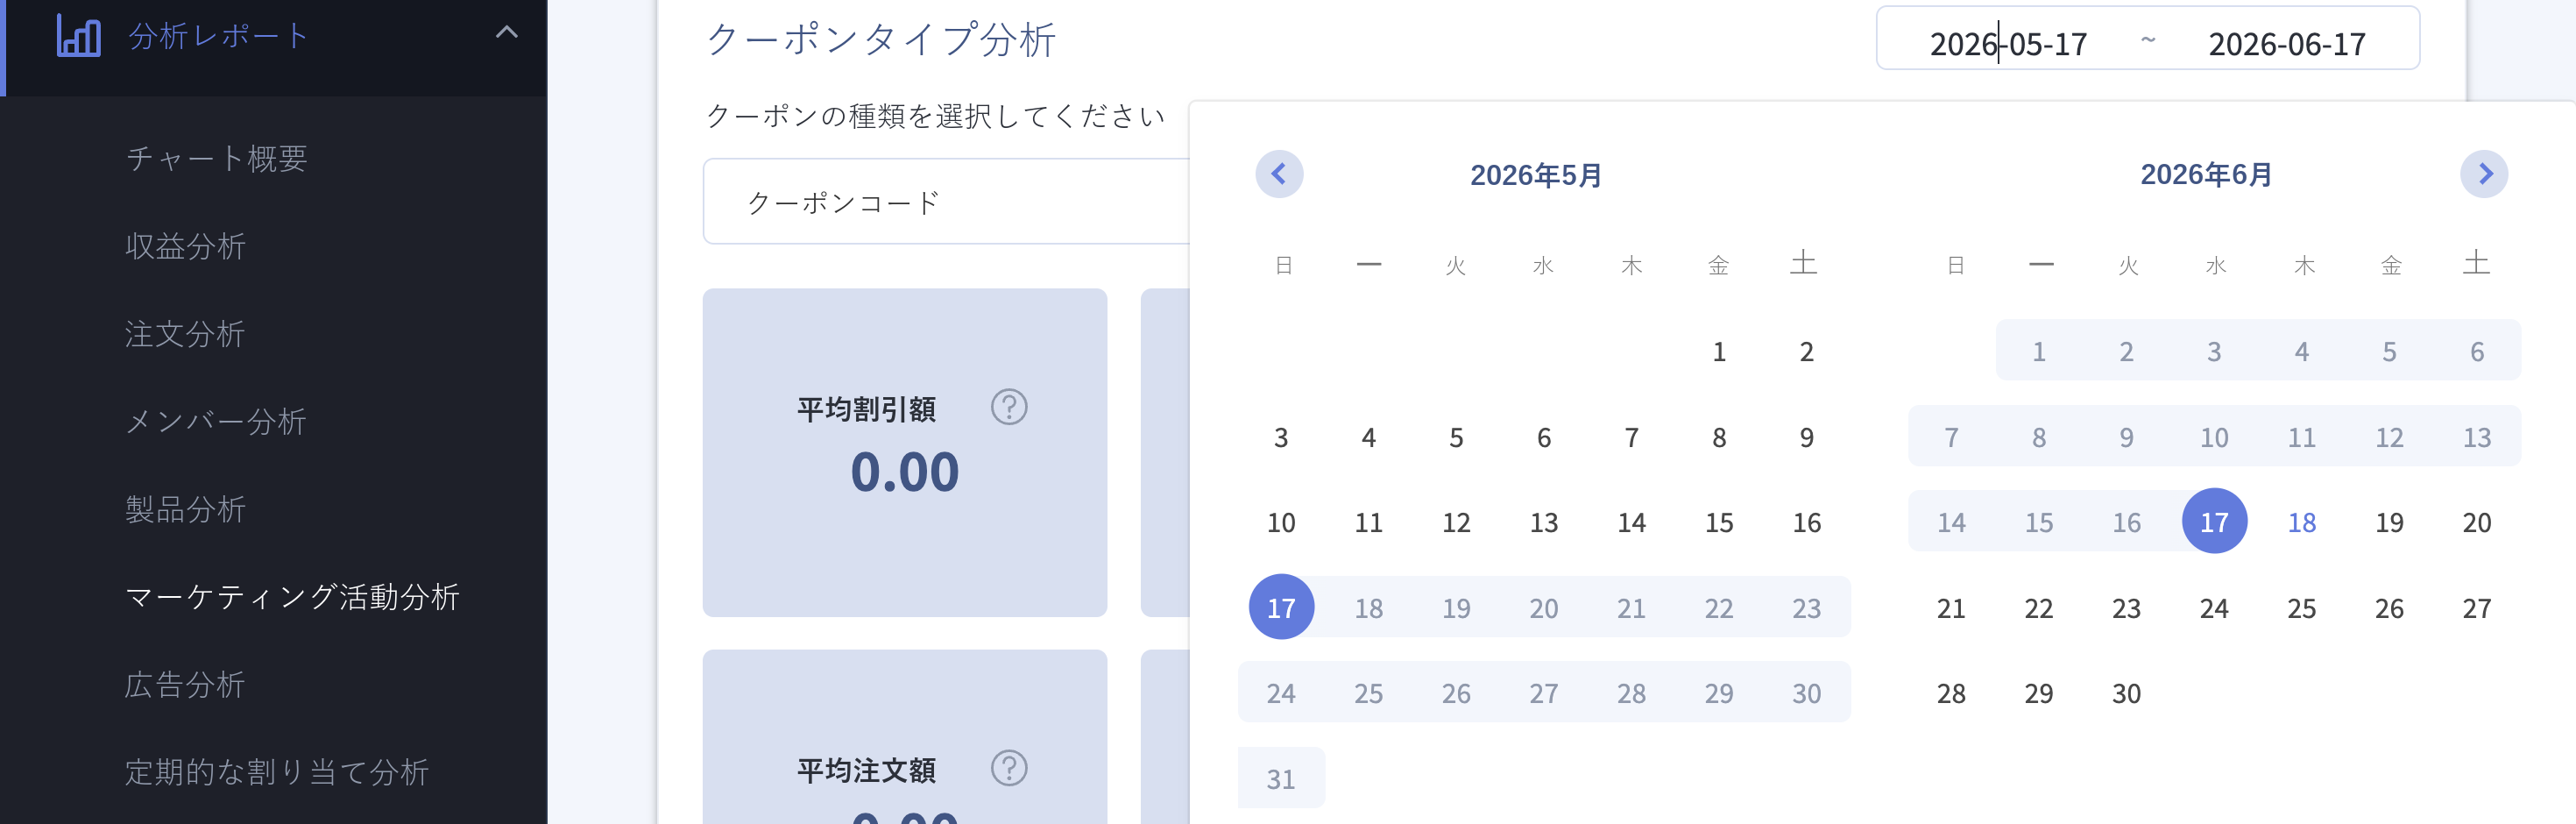 分析レポート
チャート概要
収益分析
注文分析
メンバー分析
製品分析
マーケティング活動分析
広告分析
定期的な割り当て分析
クーポンタイプ分析
2026-05-17 ~ 2026-06-17
クーポンの種類を選択してください
クーポンコード
平均割引額 ?
0.00
平均注文額 ?
0.00
2026年5月
日 一 火 水 木 金 土
1 2
3 4 5 6 7 8 9
10 11 12 13 14 15 16
17 18 19 20 21 22 23
24 25 26 27 28 29 30
31
2026年6月
日 一 火 水 木 金 土
1 2 3 4 5 6
7 8 9 10 11 12 13
14 15 16 17 18 19 20
21 22 23 24 25 26 27
28 29 30